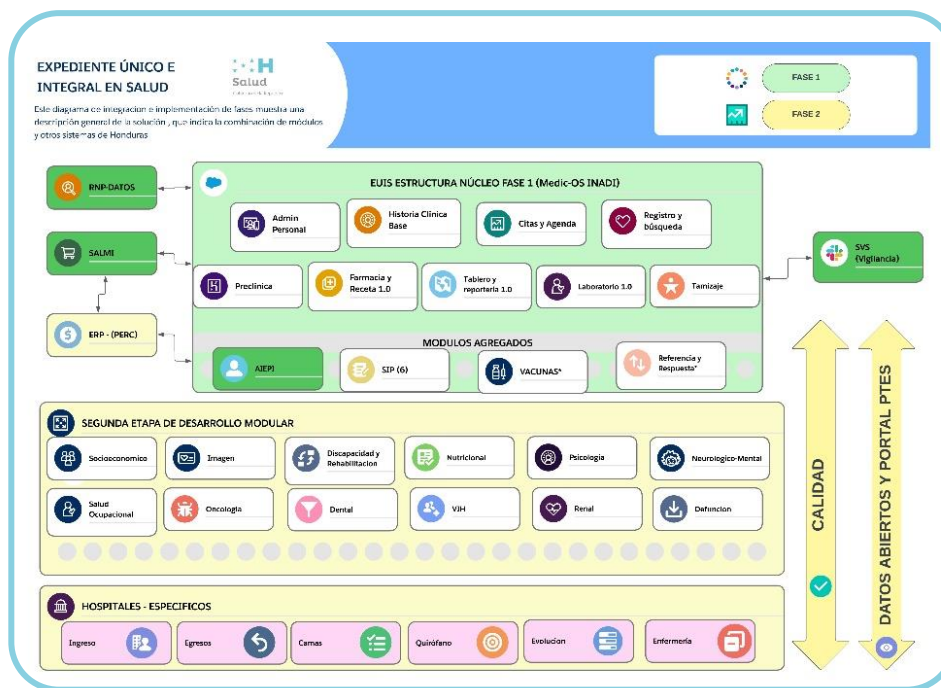 EXPEDIENTE ÚNICO E
INTEGRAL EN SALUD
H
Salud
Este diagrama de integracion e implementación de fases muestra una
descripción general de la solución , que indica la combinación de módulos
y otros sistemas de Honduras
FASE 1
FASE 2
RNP-DATOS
SALMI
ERP - (PERC)
EUIS ESTRUCTURA NÚCLEO FASE 1 (Medic-OS INADI)
Admin
Personal
Historia Clínica
Base
Citas y Agenda
Registro y
búsqueda
Preclínica
Farmacia y
Receta 1.0
Tablero y
reportería 1.0
Laboratorio 1.0
Tamizaje
SVS
(Vigilancia)
MODULOS AGREGADOS
AIEPI
SIP (6)
VACUNAS*
Referencia y
Respuesta*
SEGUNDA ETAPA DE DESARROLLO MODULAR
Socioeconomico
Imagen
Discapacidad y
Rehabilitacion
Nutricional
Psicologia
Neurologico-Mental
Salud
Ocupacional
Oncología
Dental
VIH
Renal
Defuncion
HOSPITALES - ESPECIFICOS
Ingreso
Egresos
Camas
Quirófano
Evolucion
Enfermería
CALIDAD
DATOS ABIERTOS Y PORTAL PTES